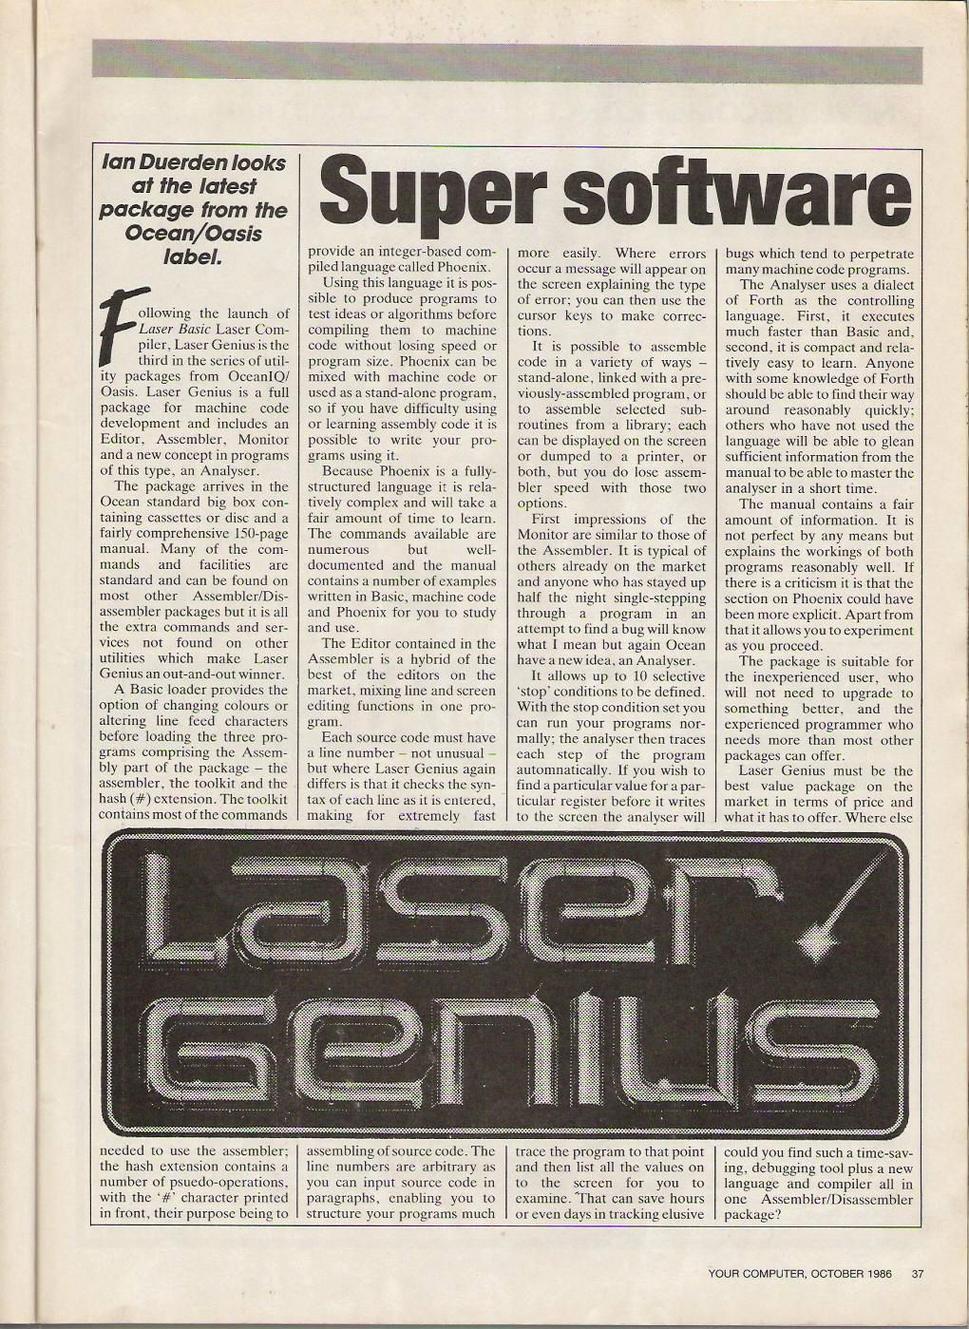 Ian Duerden looks
at the latest
package from the
Ocean/Oasis
label.
Super software
Following the launch of
Laser Basic Laser Com-
piler, Laser Genius is the
third in the series of util-
ity packages from OceanIQ/
Oasis. Laser Genius is a full
package for machine code
development and includes an
Editor, Assembler, Monitor
and a new concept in programs
of this type, an Analyser.
The package arrives in the
Ocean standard big box con-
taining cassettes or disc and a
fairly comprehensive 150-page
manual. Many of the com-
mands and facilities are
standard and can be found on
most other Assembler/Dis-
assembler packages but it is all
the extra commands and ser-
vices not found on other
utilities which make Laser
Genius an out-and-out winner.
A Basic loader provides the
option of changing colours or
altering line feed characters
before loading the three pro-
grams comprising the Assem-
bly part of the package – the
assembler, the toolkit and the
hash (#) extension. The toolkit
contains most of the commands
needed to use the assembler;
the hash extension contains a
number of psuedo-operations,
with the ‘#’ character printed
in front, their purpose being to
provide an integer-based com-
piled language called Phoenix.
Using this language it is pos-
sible to produce programs to
test ideas or algorithms before
compiling them to machine
code without losing speed or
program size. Phoenix can be
mixed with machine code or
used as a stand-alone program,
so if you have difficulty using
or learning assembly code it is
possible to write your pro-
grams using it.
Because Phoenix is a fully-
structured language it is rela-
tively complex and will take a
fair amount of time to learn.
The commands available are
numerous but well-
documented and the manual
contains a number of examples
written in Basic, machine code
and Phoenix for you to study
and use.
The Editor contained in the
Assembler is a hybrid of the
best of the editors on the
market, mixing line and screen
editing functions in one pro-
gram.
Each source code must have
a line number – not unusual –
but where Laser Genius again
differs is that it checks the syn-
tax of each line as it is entered,
making for extremely fast
assembling of source code. The
line numbers are arbitrary as
you can input source code in
paragraphs, enabling you to
structure your programs much
more easily. Where errors
occur a message will appear on
the screen explaining the type
of error; you can then use the
cursor keys to make correc-
tions.
It is possible to assemble
code in a variety of ways –
stand-alone, linked with a pre-
viously-assembled program, or
to assemble selected sub-
routines from a library; each
can be displayed on the screen
or dumped to a printer, or
both, but you do lose assem-
bler speed with those two
options.
First impressions of the
Monitor are similar to those of
the Assembler. It is typical of
others already on the market
and anyone who has stayed up
half the night single-stepping
through a program in an
attempt to find a bug will know
what I mean but again Ocean
have a new idea, an Analyser.
It allows up to 10 selective
‘stop’ conditions to be defined.
With the stop condition set you
can run your programs nor-
mally; the analyser then traces
each step of the program
automnatically. If you wish to
find a particular value for a par-
ticular register before it writes
to the screen the analyser will
trace the program to that point
and then list all the values on
to the screen for you to
examine. That can save hours
or even days in tracking elusive
bugs which tend to perpetrate
many machine code programs.
The Analyser uses a dialect
of Forth as the controlling
language. First, it executes
much faster than Basic and,
second, it is compact and rela-
tively easy to learn. Anyone
with some knowledge of Forth
should be able to find their way
around reasonably quickly;
others who have not used the
language will be able to glean
sufficient information from the
manual to be able to master the
analyser in a short time.
The manual contains a fair
amount of information. It is
not perfect by any means but
explains the workings of both
programs reasonably well. If
there is a criticism it is that the
section on Phoenix could have
been more explicit. Apart from
that it allows you to experiment
as you proceed.
The package is suitable for
the inexperienced user, who
will not need to upgrade to
something better, and the
experienced programmer who
needs more than most other
packages can offer.
Laser Genius must be the
best value package on the
market in terms of price and
what it has to offer. Where else
could you find such a time-sav-
ing, debugging tool plus a new
language and compiler all in
one Assembler/Disassembler
package?
Laser
Genius
YOUR COMPUTER, OCTOBER 1986 37